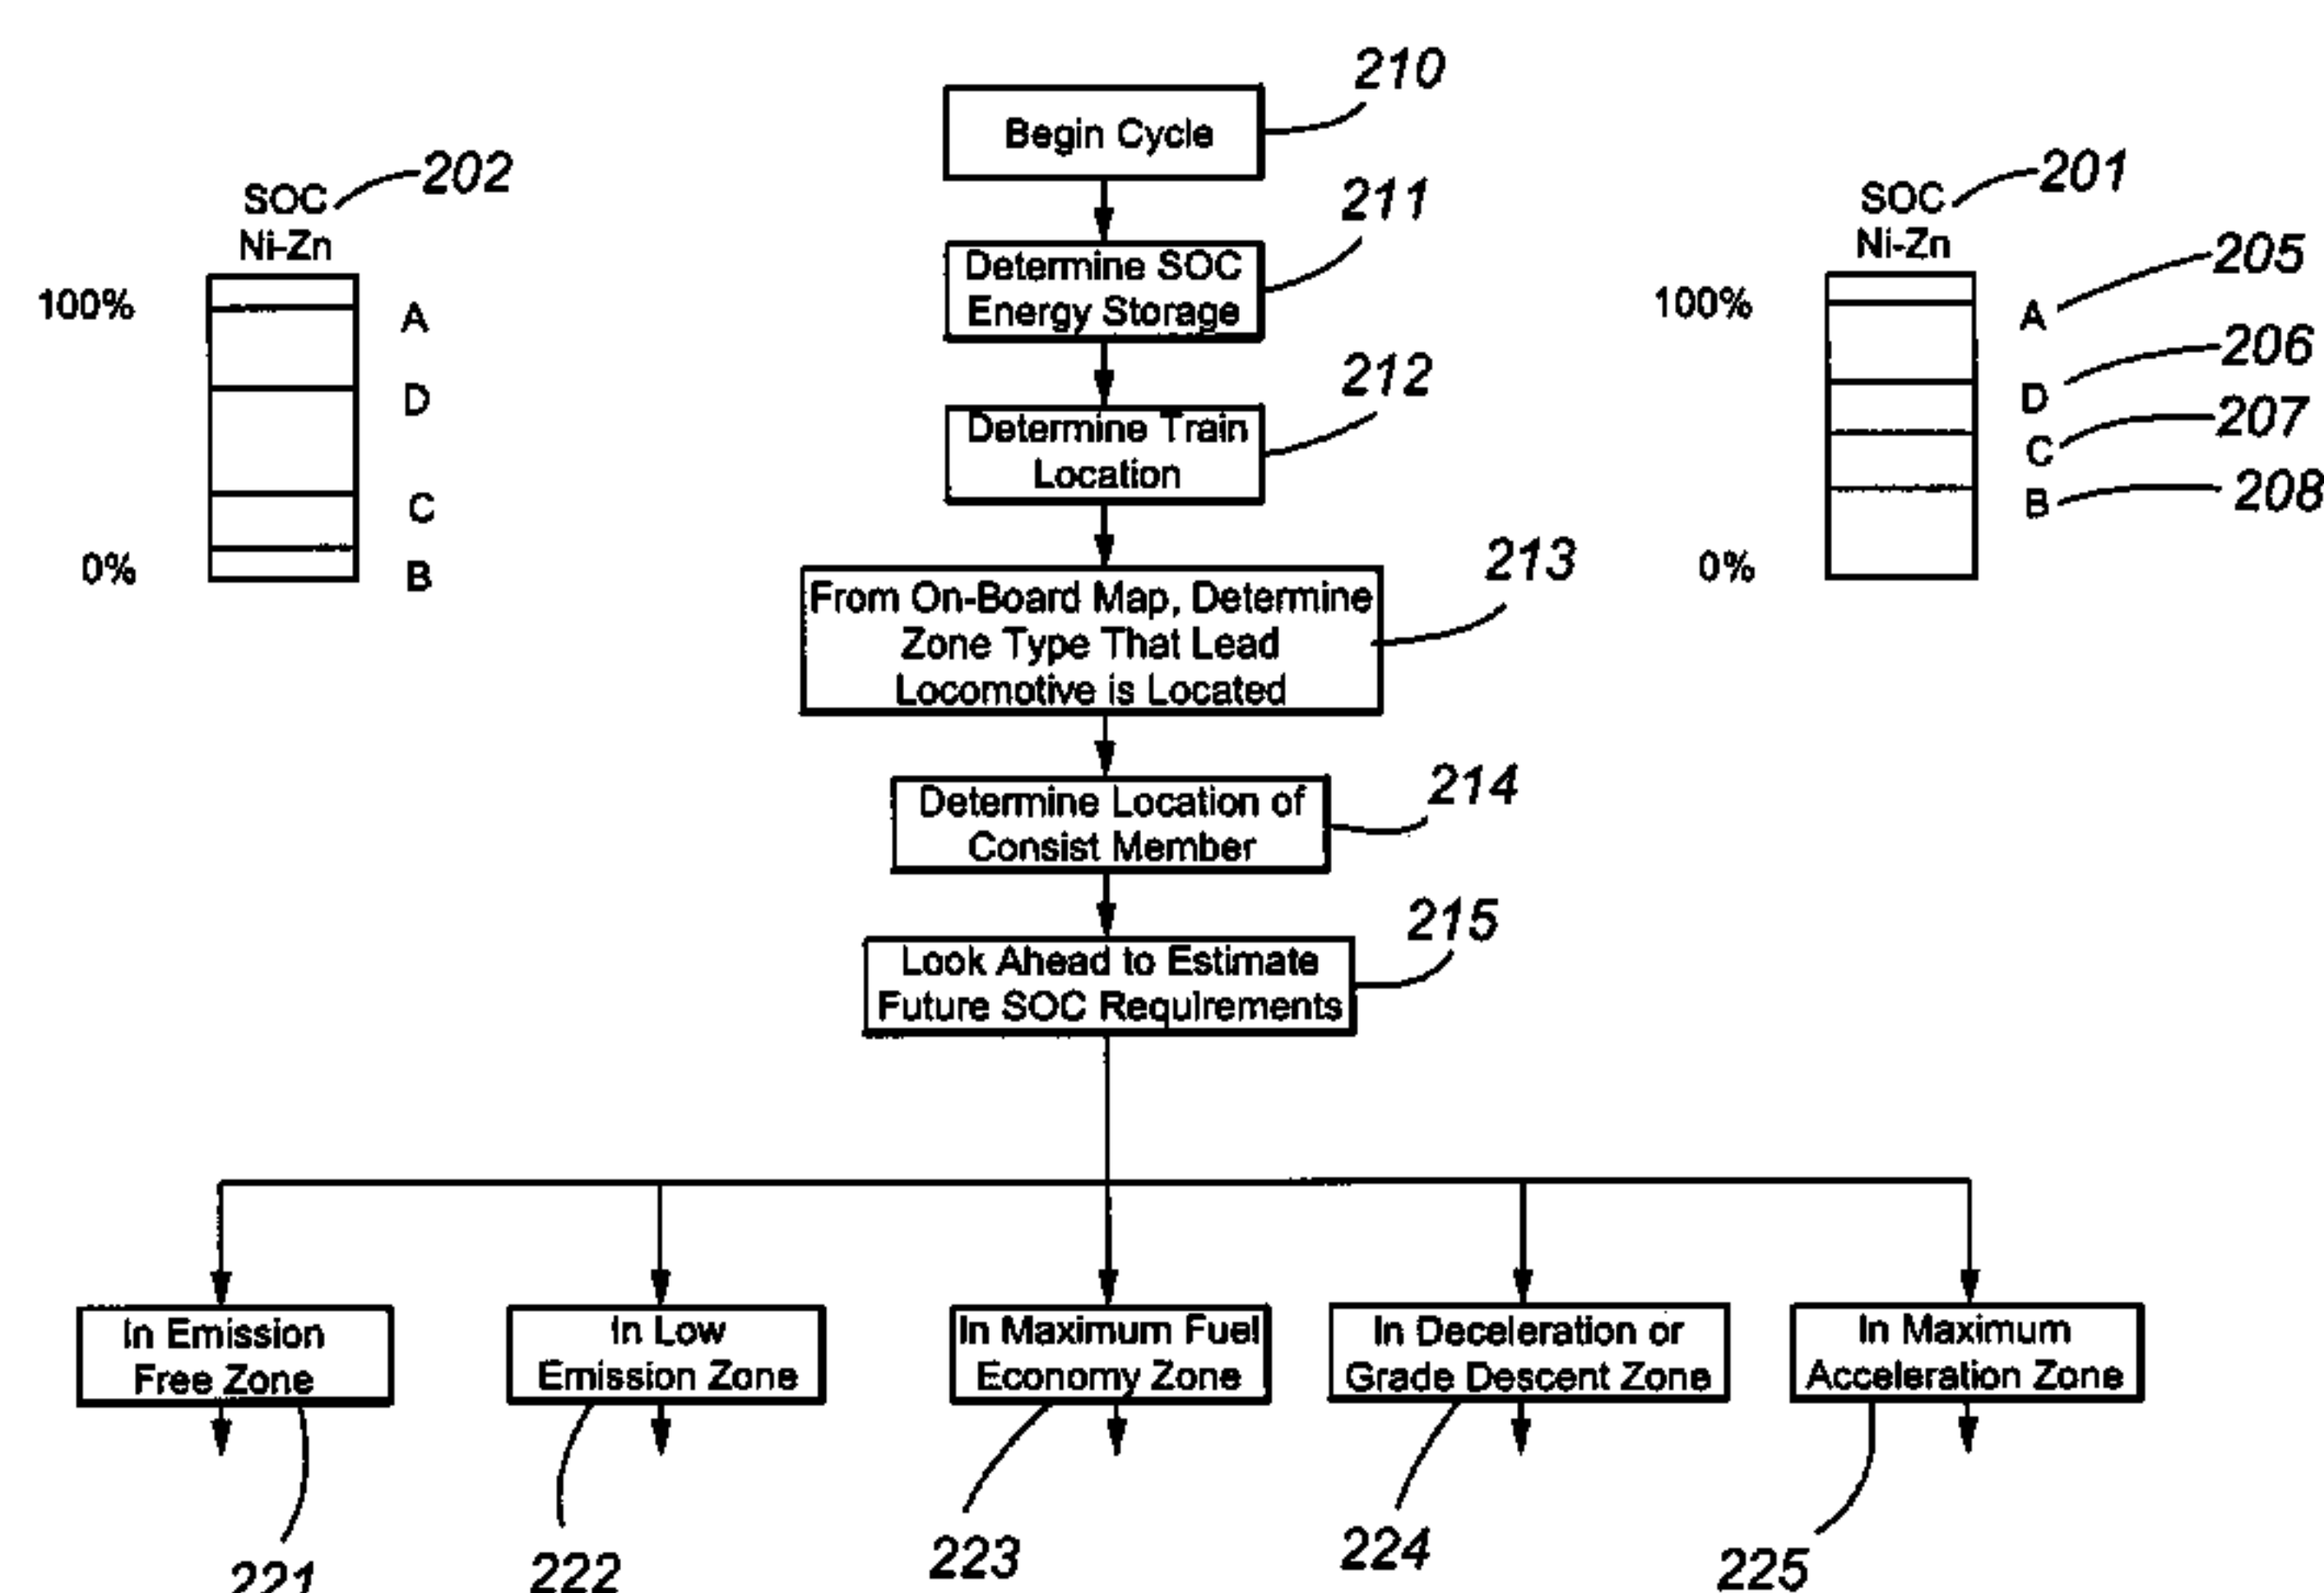 210
Begin Cycle
202
SOC
Ni-Zn
100%
A
D
C
0%
B
211
Determine SOC
Energy Storage
201
SOC
Ni-Zn
205
100%
A
206
D
207
C
208
B
0%
212
Determine Train
Location
213
From On-Board Map, Determine
Zone Type That Lead
Locomotive is Located
214
Determine Location of
Consist Member
215
Look Ahead to Estimate
Future SOC Requirements
In Emission
Free Zone
In Low
Emission Zone
In Maximum Fuel
Economy Zone
In Deceleration or
Grade Descent Zone
In Maximum
Acceleration Zone
221
222
223
224
225